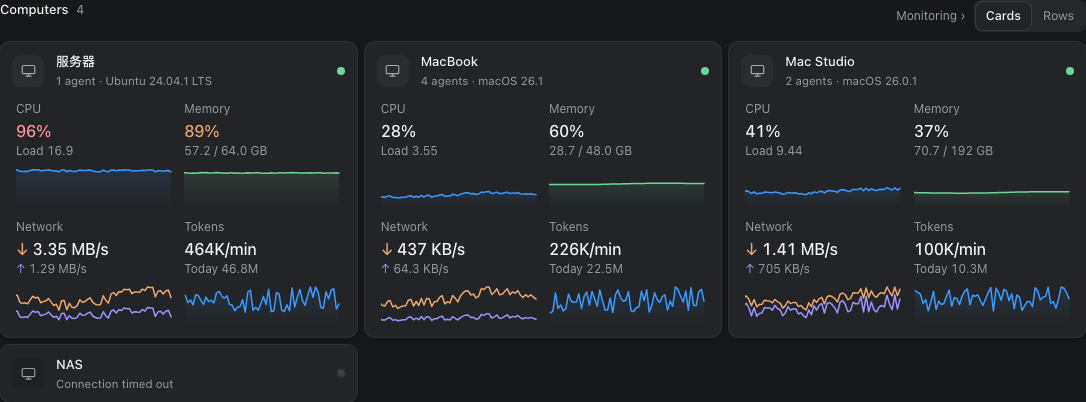 Computers 4
Monitoring › Cards Rows
服务器
1 agent · Ubuntu 24.04.1 LTS
CPU Memory
96% 89%
Load 16.9 57.2 / 64.0 GB
Network Tokens
↓ 3.35 MB/s 464K/min
↑ 1.29 MB/s Today 46.8M
MacBook
4 agents · macOS 26.1
CPU Memory
28% 60%
Load 3.55 28.7 / 48.0 GB
Network Tokens
↓ 437 KB/s 226K/min
↑ 64.3 KB/s Today 22.5M
Mac Studio
2 agents · macOS 26.0.1
CPU Memory
41% 37%
Load 9.44 70.7 / 192 GB
Network Tokens
↓ 1.41 MB/s 100K/min
↑ 705 KB/s Today 10.3M
NAS
Connection timed out